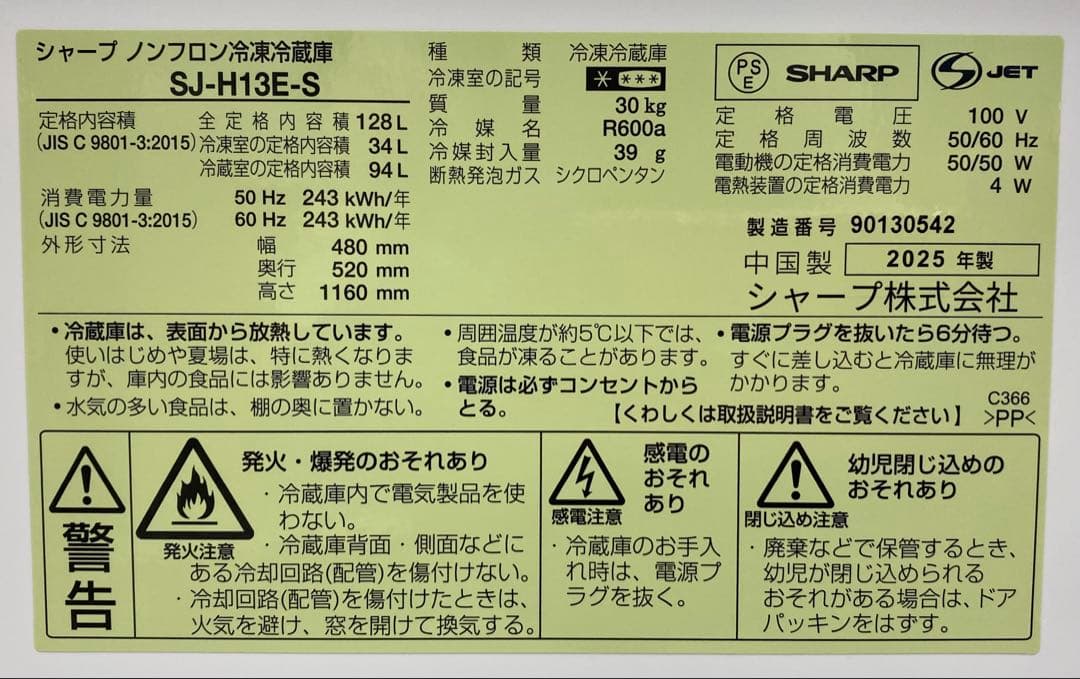 シャープ ノンフロン冷凍冷蔵庫
SJ-H13E-S
定格内容積 全定格内容積 128 L
(JIS C 9801-3:2015) 冷凍室の定格内容積 34 L
冷蔵室の定格内容積 94 L
消費電力量 50 Hz 243 kWh/年
(JIS C 9801-3:2015) 60 Hz 243 kWh/年
外形寸法 幅 480 mm
奥行 520 mm
高さ 1160 mm
種類 冷凍冷蔵庫
冷凍室の記号 * ***
質量 30 kg
冷媒名 R600a
冷媒封入量 39 g
断熱発泡ガス シクロペンタン
PS
E
SHARP
JET
定格電圧 100 V
定格周波数 50/60 Hz
電動機の定格消費電力 50/50 W
電熱装置の定格消費電力 4 W
製造番号 90130542
中国製 2025 年製
シャープ株式会社
・冷蔵庫は、表面から放熱しています。
使いはじめや夏場は、特に熱くなりま
すが、庫内の食品には影響ありません。
・水気の多い食品は、棚の奥に置かない。
・周囲温度が約5℃以下では、
食品が凍ることがあります。
・電源は必ずコンセントから
とる。
・電源プラグを抜いたら6分待つ。
すぐに差し込むと冷蔵庫に無理が
かかります。
【くわしくは取扱説明書をご覧ください】
C366
>PP<
警告
発火注意
発火・爆発のおそれあり
・冷蔵庫内で電気製品を使
わない。
・冷蔵庫背面・側面などに
ある冷却回路(配管)を傷付けない。
・冷却回路(配管)を傷付けたときは、
火気を避け、窓を開けて換気する。
感電注意
感電の
おそれ
あり
・冷蔵庫のお手入
れ時は、電源プ
ラグを抜く。
閉じ込め注意
幼児閉じ込めの
おそれあり
・廃棄などで保管するとき、
幼児が閉じ込められる
おそれがある場合は、ドア
パッキンをはずす。